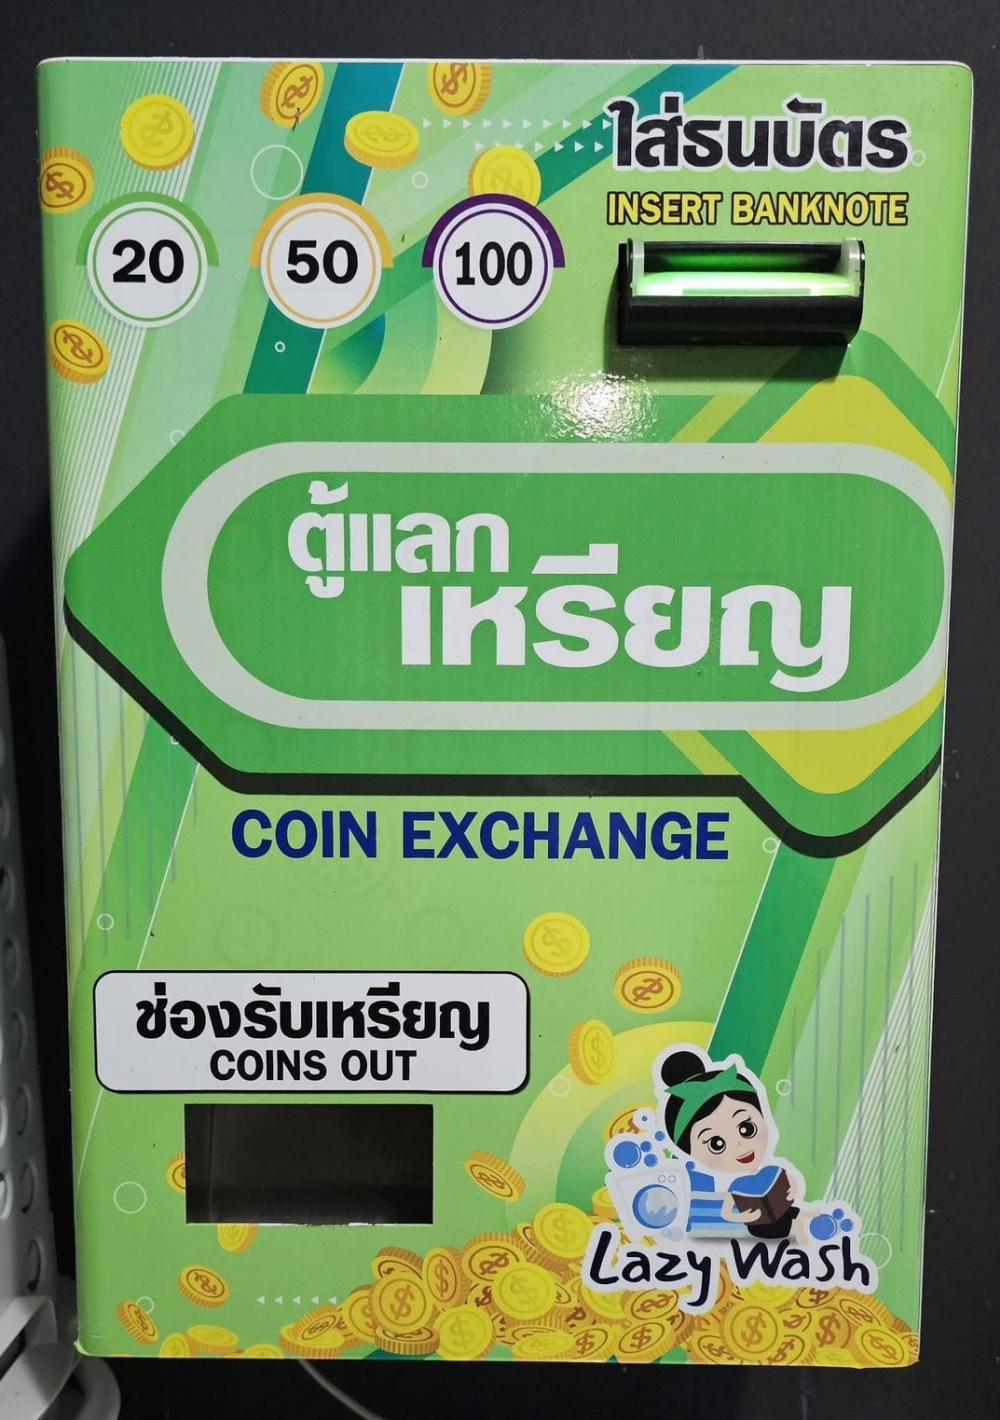 ใส่ธนบัตร
INSERT BANKNOTE
20 50 100
ตู้แลก
เหรียญ
COIN EXCHANGE
ช่องรับเหรียญ
COINS OUT
Lazy Wash